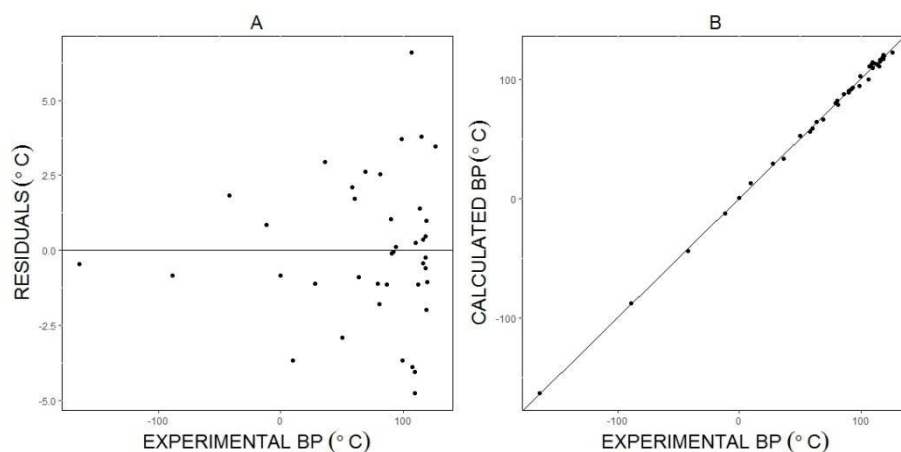 A
RESIDUALS (° C)
5.0
2.5
0.0
-2.5
-5.0
-100
0
100
EXPERIMENTAL BP (° C)
B
CALCULATED BP (° C)
100
0
-100
-100
0
100
EXPERIMENTAL BP (° C)